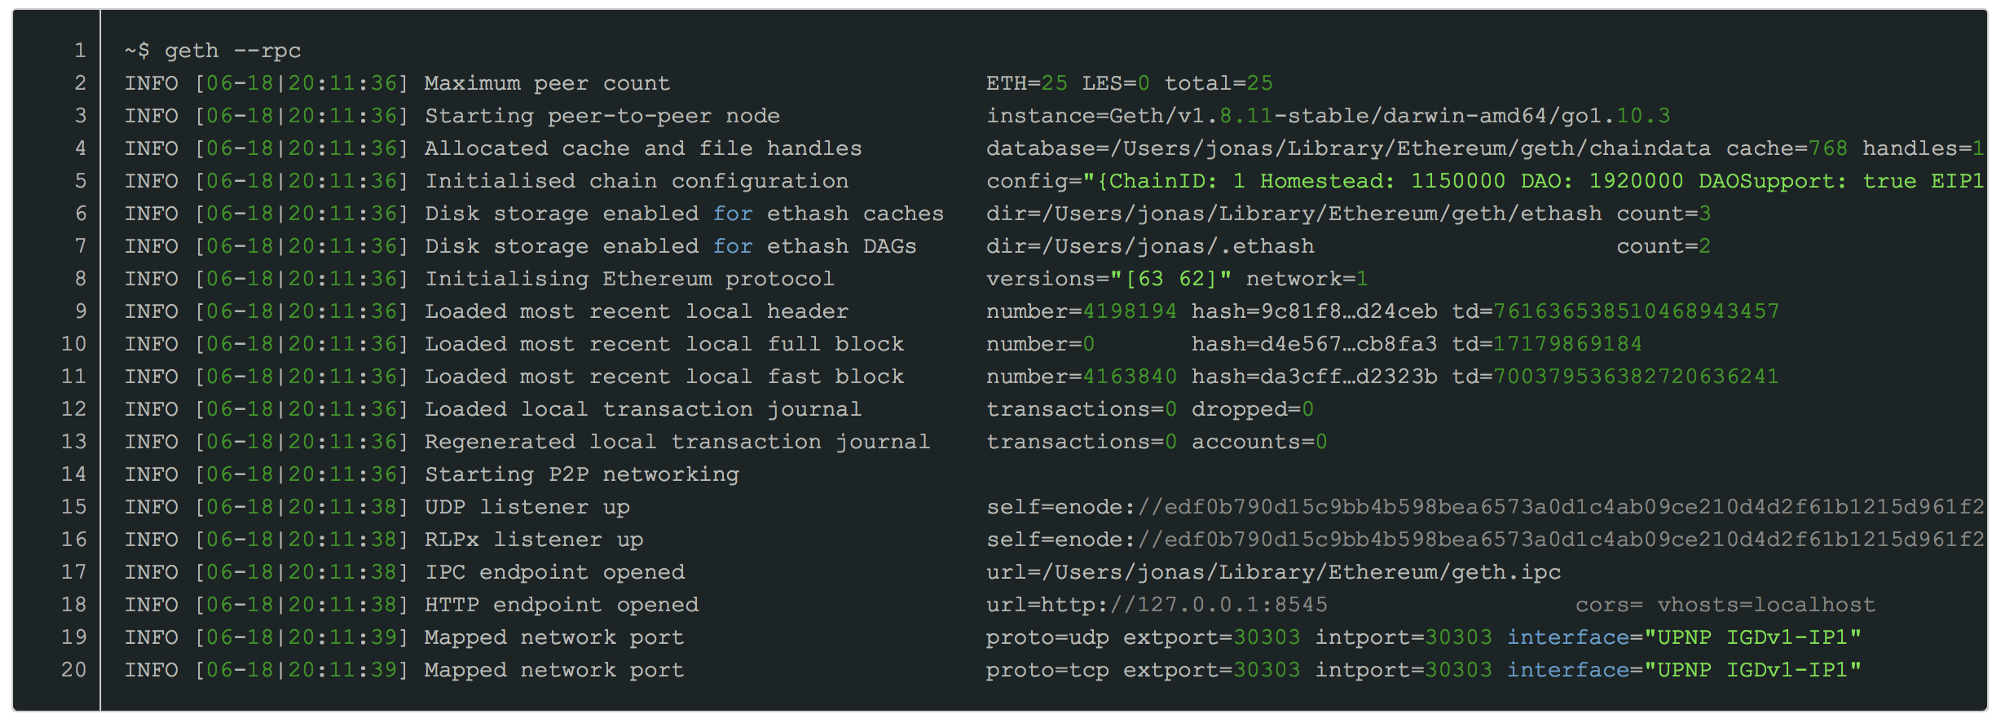 1 ~$ geth --rpc
2 INFO [06-18|20:11:36] Maximum peer count ETH=25 LES=0 total=25
3 INFO [06-18|20:11:36] Starting peer-to-peer node instance=Geth/v1.8.11-stable/darwin-amd64/go1.10.3
4 INFO [06-18|20:11:36] Allocated cache and file handles database=/Users/jonas/Library/Ethereum/geth/chaindata cache=768 handles=1
5 INFO [06-18|20:11:36] Initialised chain configuration config="{ChainID: 1 Homestead: 1150000 DAO: 1920000 DAOSupport: true EIP1
6 INFO [06-18|20:11:36] Disk storage enabled for ethash caches dir=/Users/jonas/Library/Ethereum/geth/ethash count=3
7 INFO [06-18|20:11:36] Disk storage enabled for ethash DAGs dir=/Users/jonas/.ethash count=2
8 INFO [06-18|20:11:36] Initialising Ethereum protocol versions="[63 62]" network=1
9 INFO [06-18|20:11:36] Loaded most recent local header number=4198194 hash=9c81f8…d24ceb td=761636538510468943457
10 INFO [06-18|20:11:36] Loaded most recent local full block number=0 hash=d4e567…cb8fa3 td=17179869184
11 INFO [06-18|20:11:36] Loaded most recent local fast block number=4163840 hash=da3cff…d2323b td=700379536382720636241
12 INFO [06-18|20:11:36] Loaded local transaction journal transactions=0 dropped=0
13 INFO [06-18|20:11:36] Regenerated local transaction journal transactions=0 accounts=0
14 INFO [06-18|20:11:36] Starting P2P networking
15 INFO [06-18|20:11:38] UDP listener up self=enode://edf0b790d15c9bb4b598bea6573a0d1c4ab09ce210d4d2f61b1215d961f2
16 INFO [06-18|20:11:38] RLPx listener up self=enode://edf0b790d15c9bb4b598bea6573a0d1c4ab09ce210d4d2f61b1215d961f2
17 INFO [06-18|20:11:38] IPC endpoint opened url=/Users/jonas/Library/Ethereum/geth.ipc
18 INFO [06-18|20:11:38] HTTP endpoint opened url=http://127.0.0.1:8545 cors= vhosts=localhost
19 INFO [06-18|20:11:39] Mapped network port proto=udp extport=30303 intport=30303 interface="UPNP IGDv1-IP1"
20 INFO [06-18|20:11:39] Mapped network port proto=tcp extport=30303 intport=30303 interface="UPNP IGDv1-IP1"